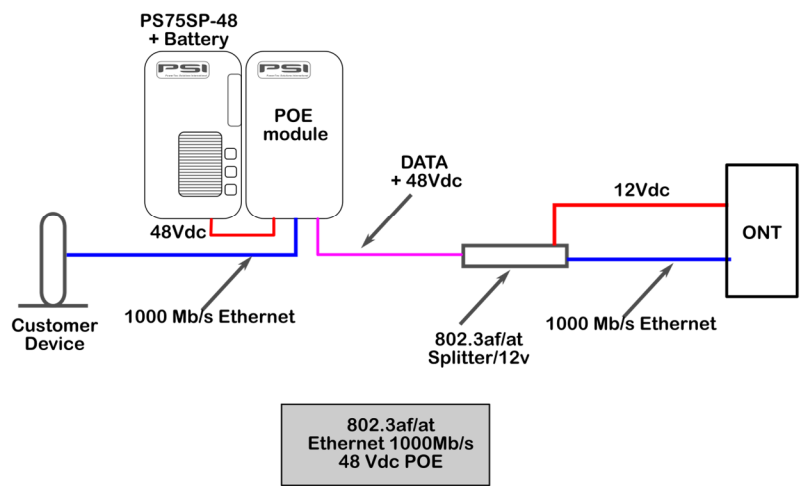 PS75SP-48
+ Battery
PSI
PSI
POE
module
DATA
+ 48Vdc
12Vdc
ONT
48Vdc
1000 Mb/s Ethernet
Customer
Device
802.3af/at
Splitter/12v
1000 Mb/s Ethernet
802.3af/at
Ethernet 1000Mb/s
48 Vdc POE